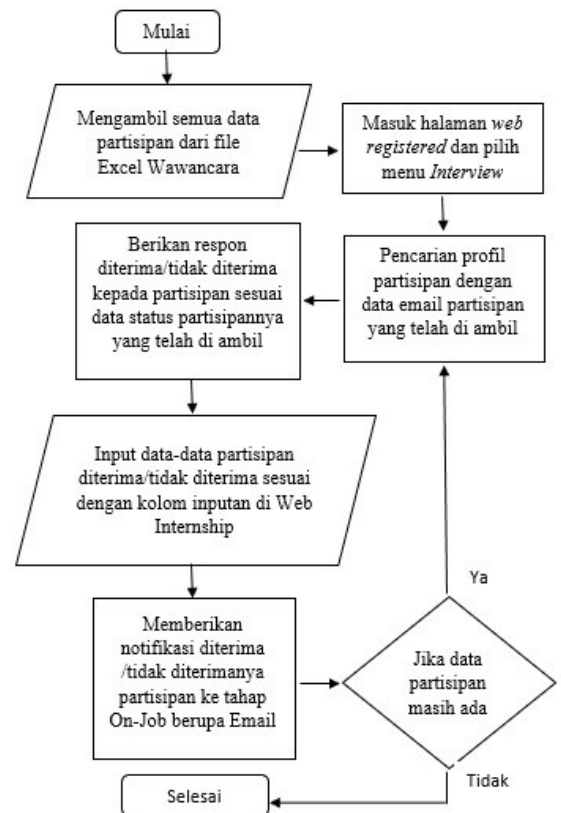 Mulai
Mengambil semua data
partisipan dari file
Excel Wawancara
Masuk halaman web
registered dan pilih
menu Interview
Pencarian profil
partisipan dengan
data email partisipan
yang telah di ambil
Berikan respon
diterima/tidak diterima
kepada partisipan sesuai
data status partisipannya
yang telah di ambil
Input data-data partisipan
diterima/tidak diterima sesuai
dengan kolom inputan di Web
Internship
Memberikan
notifikasi diterima
/tidak diterimanya
partisipan ke tahap
On-Job berupa Email
Jika data
partisipan
masih ada
Ya
Tidak
Selesai